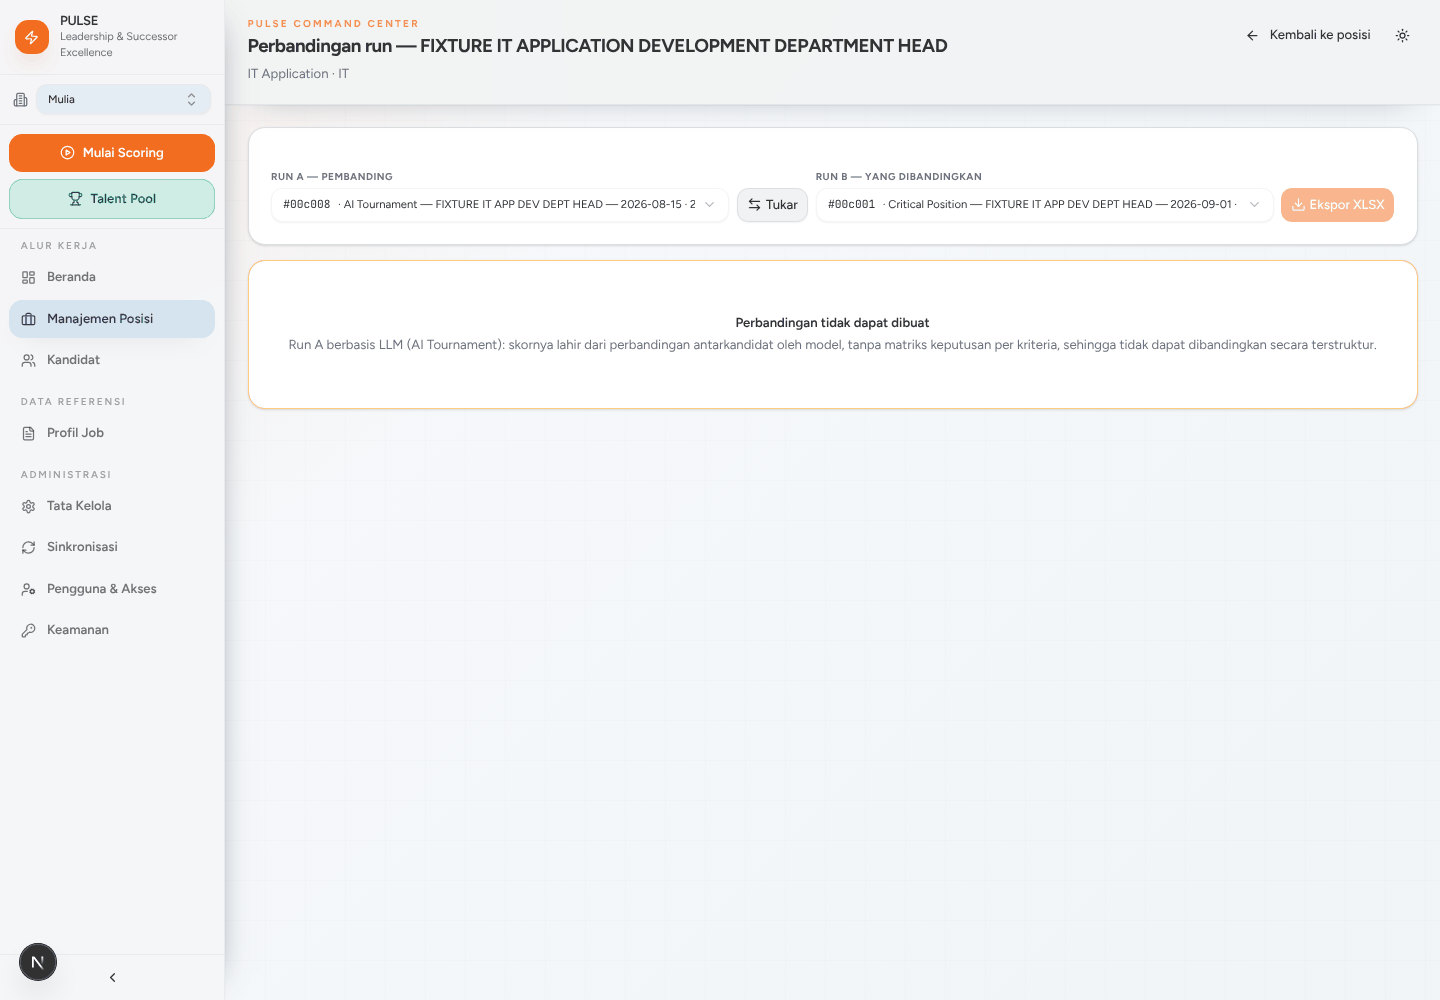 PULSE
Leadership & Successor
Excellence
Mulia
Mulai Scoring
Talent Pool
ALUR KERJA
Beranda
Manajemen Posisi
Kandidat
DATA REFERENSI
Profil Job
ADMINISTRASI
Tata Kelola
Sinkronisasi
Pengguna & Akses
Keamanan
N
PULSE COMMAND CENTER
Perbandingan run — FIXTURE IT APPLICATION DEVELOPMENT DEPARTMENT HEAD
IT Application · IT
Kembali ke posisi
RUN A — PEMBANDING
#00c008 · AI Tournament — FIXTURE IT APP DEV DEPT HEAD — 2026-08-15 · 2
Tukar
RUN B — YANG DIBANDINGKAN
#00c001 · Critical Position — FIXTURE IT APP DEV DEPT HEAD — 2026-09-01 ·
Ekspor XLSX
Perbandingan tidak dapat dibuat
Run A berbasis LLM (AI Tournament): skornya lahir dari perbandingan antarkandidat oleh model, tanpa matriks keputusan per kriteria, sehingga tidak dapat dibandingkan secara terstruktur.